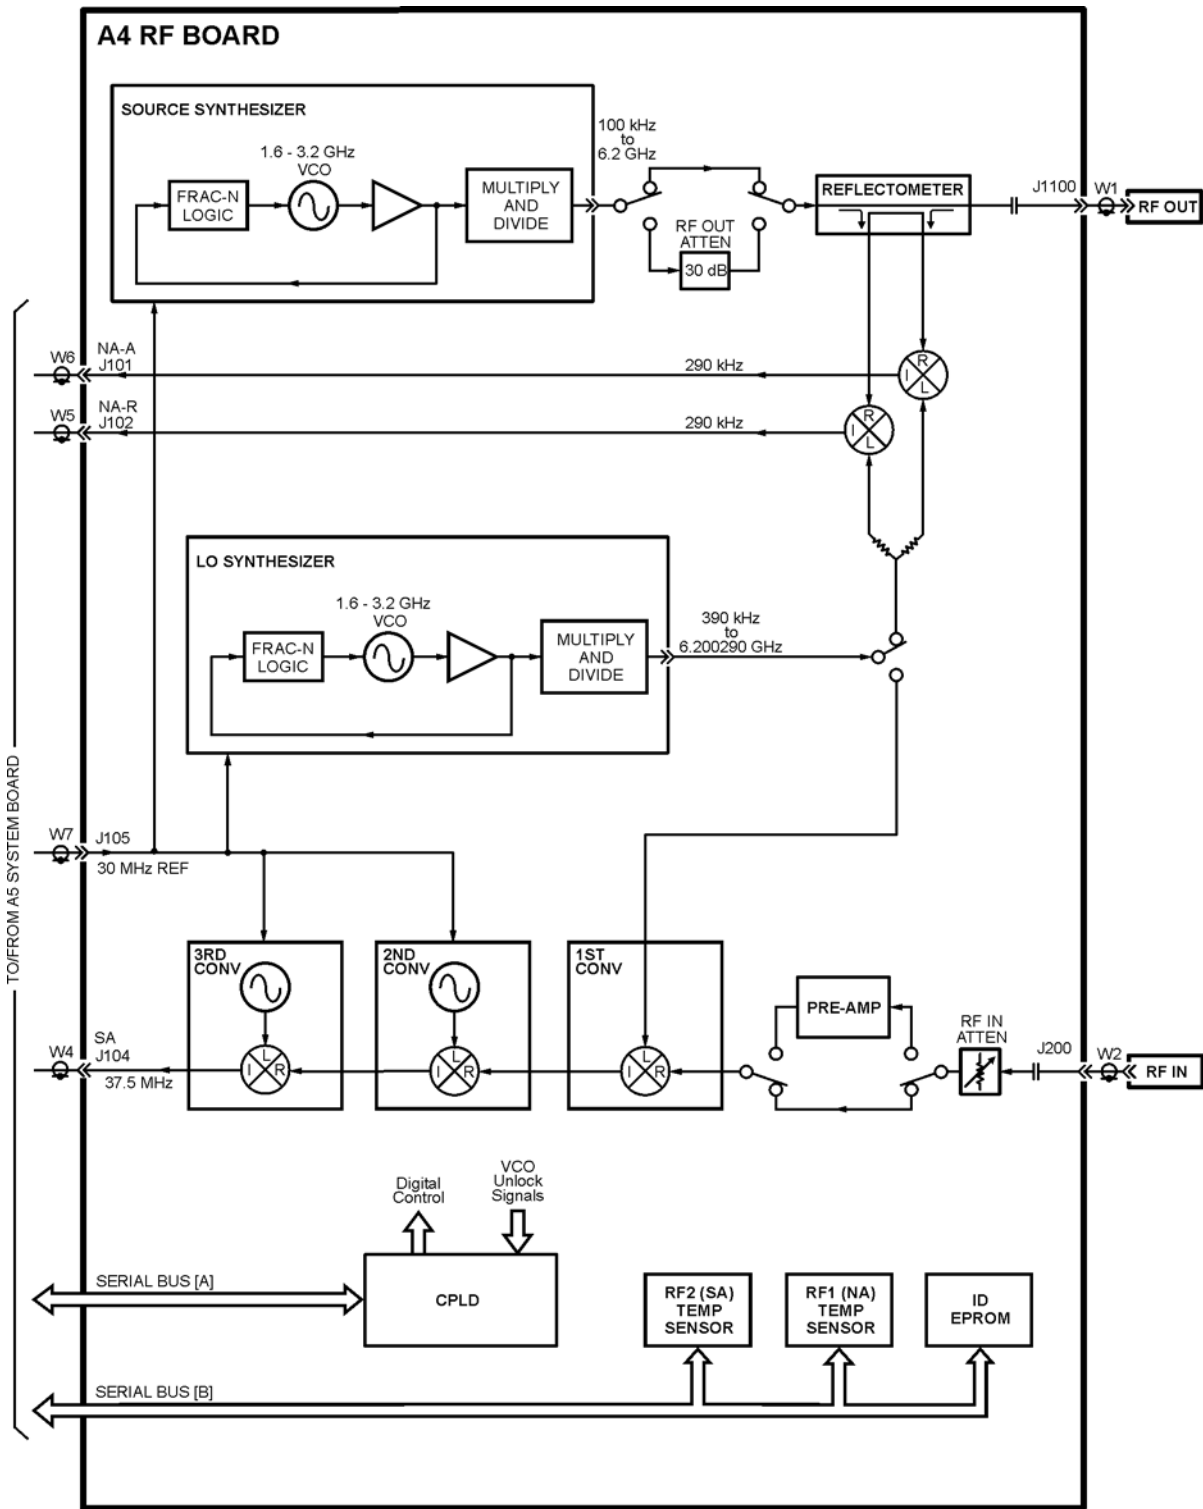 A4 RF BOARD
SOURCE SYNTHESIZER
1.6 - 3.2 GHz
VCO
FRAC-N
LOGIC
MULTIPLY
AND
DIVIDE
100 kHz
to
6.2 GHz
RF OUT
ATTEN
30 dB
REFLECTOMETER
J1100
W1
RF OUT
W6
NA-A
J101
290 kHz
R
I
L
W5
NA-R
J102
290 kHz
R
I
L
LO SYNTHESIZER
1.6 - 3.2 GHz
VCO
FRAC-N
LOGIC
MULTIPLY
AND
DIVIDE
390 kHz
to
6.200290 GHz
TO/FROM A5 SYSTEM BOARD
W7
J105
30 MHz REF
3RD
CONV
L
I
R
2ND
CONV
L
I
R
1ST
CONV
L
I
R
PRE-AMP
RF IN
ATTEN
J200
W2
RF IN
W4
SA
J104
37.5 MHz
Digital
Control
VCO
Unlock
Signals
SERIAL BUS [A]
CPLD
RF2 (SA)
TEMP
SENSOR
RF1 (NA)
TEMP
SENSOR
ID
EPROM
SERIAL BUS [B]